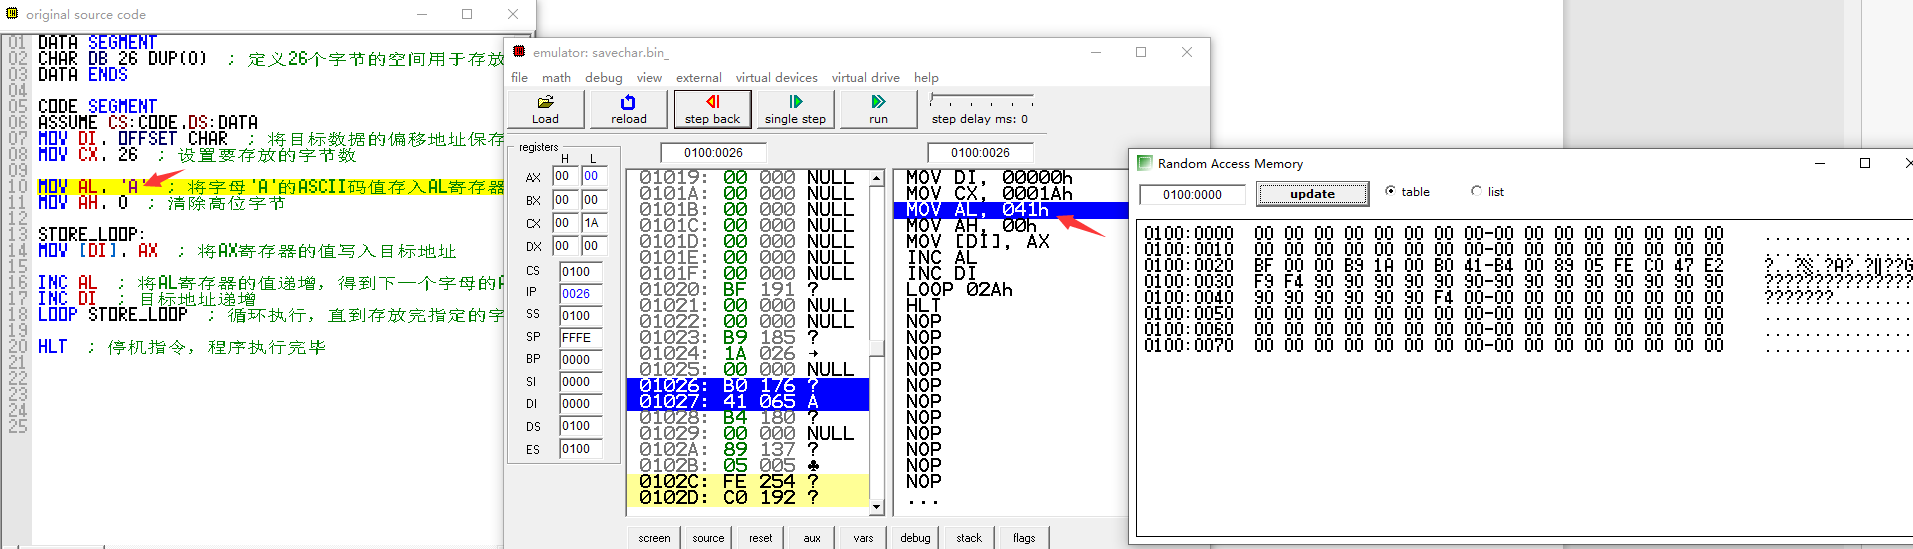 original source code
01 DATA SEGMENT
02 CHAR DB 26 DUP(0)  ; 定义26个字节的空间用于存放
03 DATA ENDS
04
05 CODE SEGMENT
06 ASSUME CS:CODE,DS:DATA
07 MOV DI, OFFSET CHAR  ; 将目标数据的偏移地址保存
08 MOV CX, 26  ; 设置要存放的字节数
09
10 MOV AL, 'A'  ; 将字母'A'的ASCII码值存入AL寄存器
11 MOV AH, 0  ; 清除高位字节
12
13 STORE_LOOP:
14 MOV [DI], AX  ; 将AX寄存器的值写入目标地址
15
16 INC AL  ; 将AL寄存器的值递增，得到下一个字母的A
17 INC DI  ; 目标地址递增
18 LOOP STORE_LOOP  ; 循环执行，直到存放完指定的字
19
20 HLT  ; 停机指令，程序执行完毕
21
22
23
24
25
emulator: savechar.bin_
file math debug view external virtual devices virtual drive help
Load reload step back single step run step delay ms: 0
registers
H L
AX 00 00
BX 00 00
CX 00 1A
DX 00 00
CS 0100
IP 0026
SS 0100
SP FFFE
BP 0000
SI 0000
DI 0000
DS 0100
ES 0100
0100:0026
01019: 00 000 NULL
0101A: 00 000 NULL
0101B: 00 000 NULL
0101C: 00 000 NULL
0101D: 00 000 NULL
0101E: 00 000 NULL
0101F: 00 000 NULL
01020: BF 191 ?
01021: 00 000 NULL
01022: 00 000 NULL
01023: B9 185 ?
01024: 1A 026 →
01025: 00 000 NULL
01026: B0 176 ?
01027: 41 065 A
01028: B4 180 ?
01029: 00 000 NULL
0102A: 89 137 ?
0102B: 05 005 ♣
0102C: FE 254 ?
0102D: C0 192 ?
0100:0026
MOV DI, 00000h
MOV CX, 0001Ah
MOV AL, 041h
MOV AH, 00h
MOV [DI], AX
INC AL
INC DI
LOOP 02Ah
HLT
NOP
NOP
NOP
NOP
NOP
NOP
NOP
NOP
NOP
NOP
NOP
...
screen source reset aux vars debug stack flags
Random Access Memory
0100:0000 update table list
0100:0000 00 00 00 00 00 00 00 00-00 00 00 00 00 00 00 00 ................
0100:0010 00 00 00 00 00 00 00 00-00 00 00 00 00 00 00 00 ................
0100:0020 BF 00 00 B9 1A 00 B0 41-B4 00 89 05 FE C0 47 E2
0100:0030 F9 F4 90 90 90 90 90 90-90 90 90 90 90 90 90 90 ????????????????
0100:0040 90 90 90 90 90 90 F4 00-00 00 00 00 00 00 00 00 ???????.........
0100:0050 00 00 00 00 00 00 00 00-00 00 00 00 00 00 00 00 ................
0100:0060 00 00 00 00 00 00 00 00-00 00 00 00 00 00 00 00 ................
0100:0070 00 00 00 00 00 00 00 00-00 00 00 00 00 00 00 00 ................